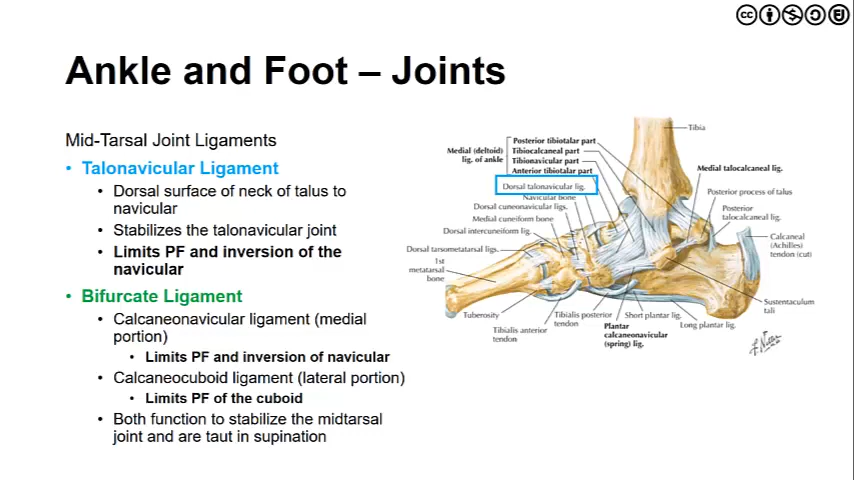 Ankle and Foot – Joints
Mid-Tarsal Joint Ligaments
• Talonavicular Ligament
• Dorsal surface of neck of talus to
navicular
• Stabilizes the talonavicular joint
• Limits PF and inversion of the
navicular
• Bifurcate Ligament
• Calcaneonavicular ligament (medial
portion)
• Limits PF and inversion of navicular
• Calcaneocuboid ligament (lateral portion)
• Limits PF of the cuboid
• Both function to stabilize the midtarsal
joint and are taut in supination
Medial (deltoid)
lig. of ankle
Posterior tibiotalar part
Tibiocalcaneal part
Tibionavicular part
Anterior tibiotalar part
Dorsal talonavicular lig.
Navicular bone
Dorsal cuneonavicular ligs.
Medial cuneiform bone
Dorsal intercuneiform lig.
Dorsal tarsometatarsal ligs.
1st
metatarsal
bone
Tuberosity
Tibialis anterior
tendon
Tibialis posterior
tendon
Plantar
calcaneonavicular
(spring) lig.
Short plantar lig.
Long plantar lig.
Tibia
Medial talocalcaneal lig.
Posterior process of talus
Posterior
talocalcaneal lig.
Calcaneal
(Achilles)
tendon (cut)
Sustentaculum
tali
F. Netter
cc